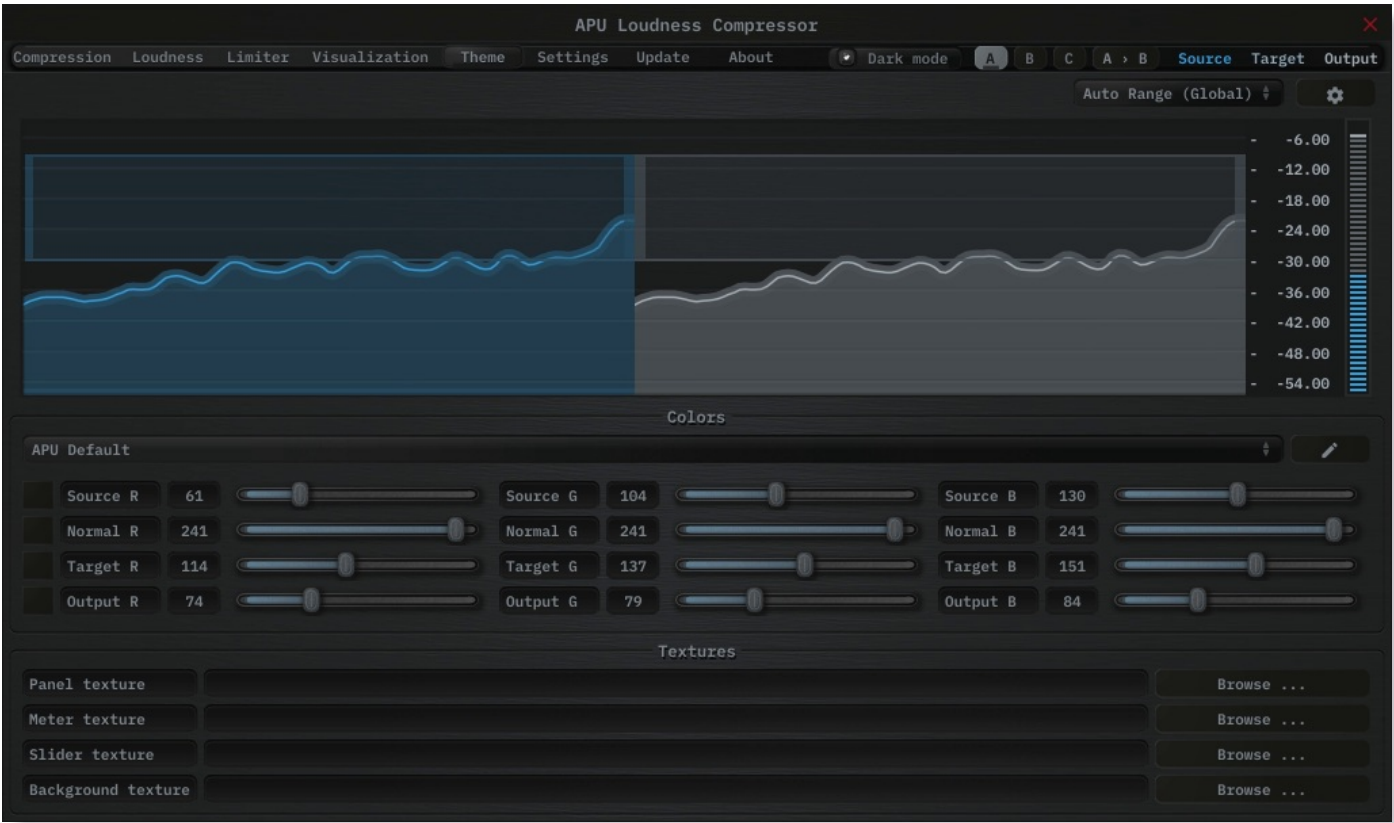 APU Loudness Compressor
Compression Loudness Limiter Visualization Theme Settings Update About Dark mode A B C A › B Source Target Output
Auto Range (Global)
- -6.00
- -12.00
- -18.00
- -24.00
- -30.00
- -36.00
- -42.00
- -48.00
- -54.00
Colors
APU Default
Source R 61 Source G 104 Source B 130
Normal R 241 Normal G 241 Normal B 241
Target R 114 Target G 137 Target B 151
Output R 74 Output G 79 Output B 84
Textures
Panel texture Browse ...
Meter texture Browse ...
Slider texture Browse ...
Background texture Browse ...